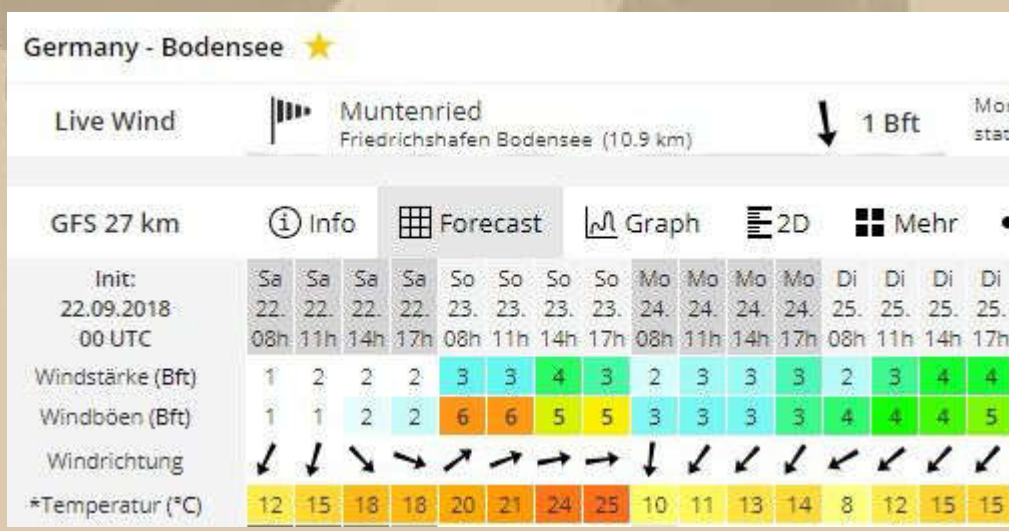 Germany - Bodensee
Live Wind
Muntenried
Friedrichshafen Bodensee (10.9 km)
1 Bft
GFS 27 km
Info Forecast Graph 2D Mehr
Init: Sa Sa Sa Sa So So So So Mo Mo Mo Mo Di Di Di Di
22.09.2018 22. 22. 22. 22. 23. 23. 23. 23. 24. 24. 24. 24. 25. 25. 25. 25.
00 UTC 08h 11h 14h 17h 08h 11h 14h 17h 08h 11h 14h 17h 08h 11h 14h 17h
Windstärke (Bft) 1 2 2 2 3 3 4 3 2 3 3 3 2 3 4 4
Windböen (Bft) 1 1 2 2 6 6 5 5 3 3 3 3 4 4 4 5
Windrichtung
*Temperatur (°C) 12 15 18 18 20 21 24 25 10 11 13 14 8 12 15 15